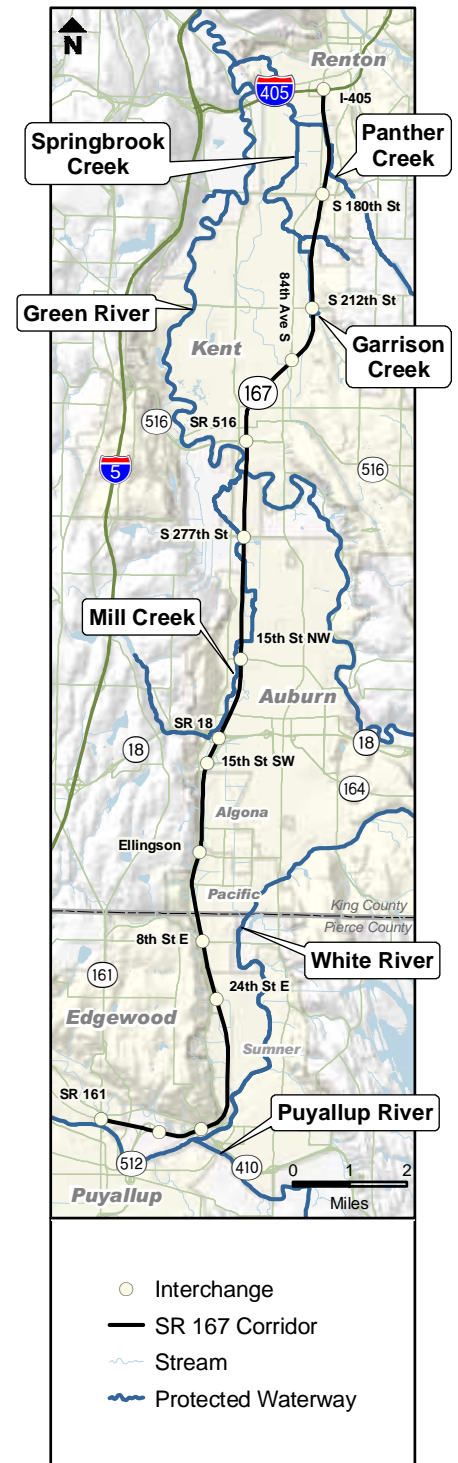 N
Renton
405
I-405
Springbrook
Creek
Panther
Creek
S 180th St
Green River
84th Ave S
S 212th St
Kent
Garrison
Creek
167
516
SR 516
5
516
S 277th St
Mill Creek
15th St NW
Auburn
SR 18
18
18
15th St SW
164
Algona
Ellingson
Pacific
King County
Pierce County
8th St E
White River
161
24th St E
Edgewood
Sumner
SR 161
Puyallup River
512
410
0 1 2
Miles
Puyallup
Interchange
SR 167 Corridor
Stream
Protected Waterway